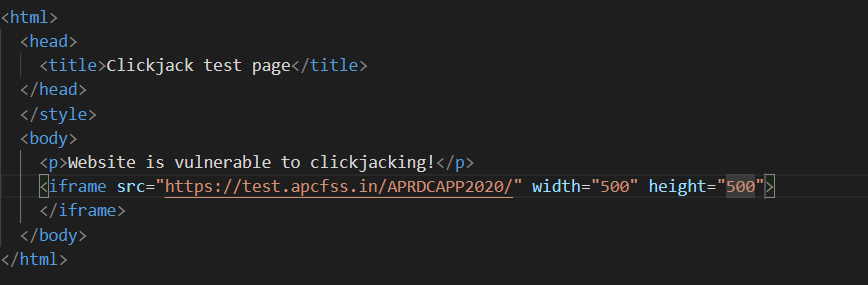 <html>
<head>
<title>Clickjack test page</title>
</head>
</style>
<body>
<p>Website is vulnerable to clickjacking!</p>
<iframe src="https://test.apcfss.in/APRDCAPP2020/" width="500" height="500">
</iframe>
</body>
</html>